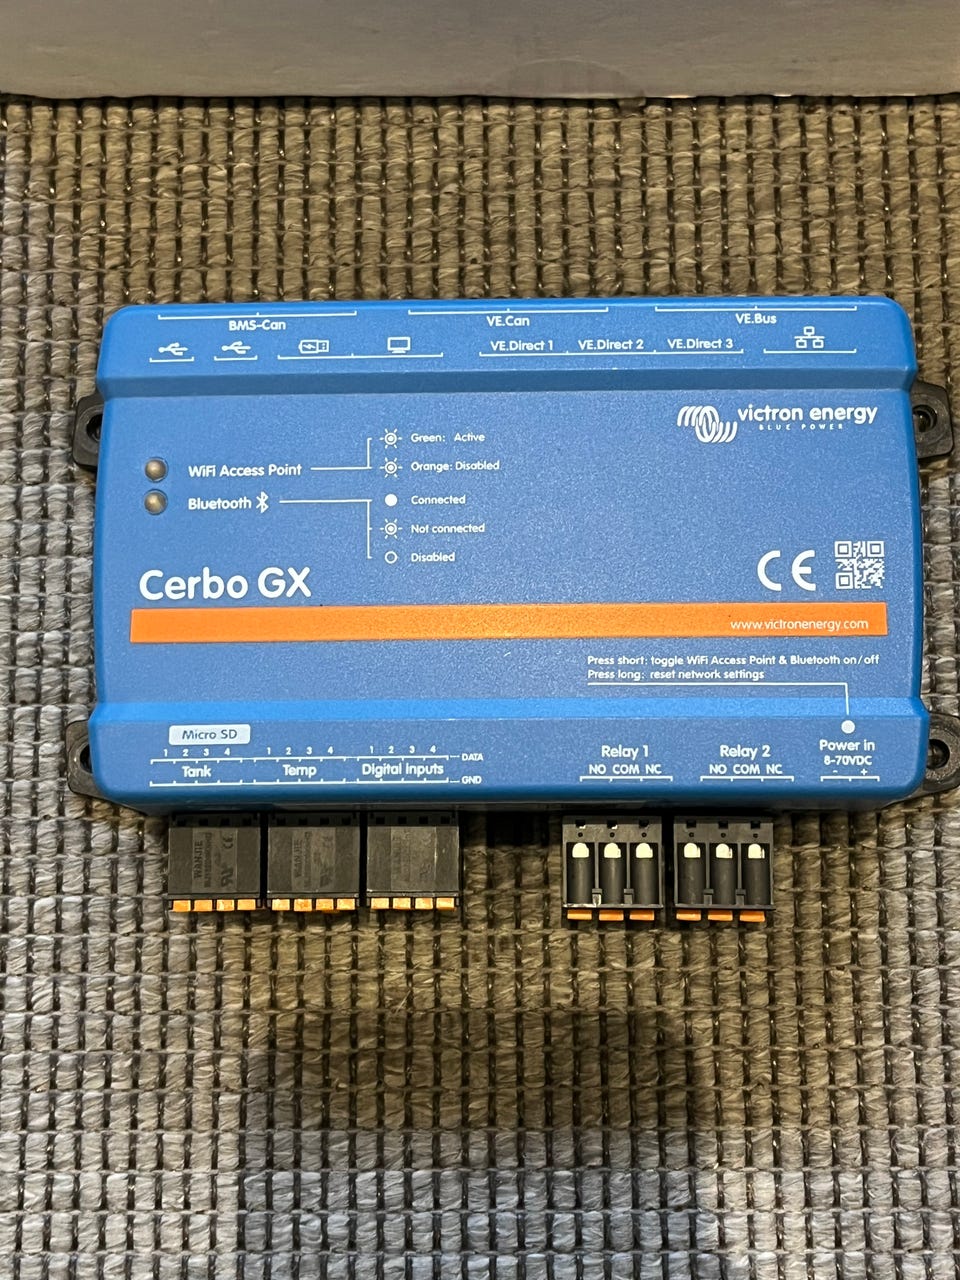 BMS-Can
VE.Can
VE.Bus
VE.Direct 1
VE.Direct 2
VE.Direct 3
victron energy
BLUE POWER
WiFi Access Point
Green: Active
Orange: Disabled
Bluetooth
Connected
Not connected
Disabled
Cerbo GX
CE
www.victronenergy.com
Press short: toggle WiFi Access Point & Bluetooth on/off
Press long: reset network settings
Micro SD
1 2 3 4
1 2 3 4
1 2 3 4
DATA
Tank
Temp
Digital inputs
GND
Relay 1
NO COM NC
Relay 2
NO COM NC
Power in
8-70VDC
- +
WANJIE
WANJIE